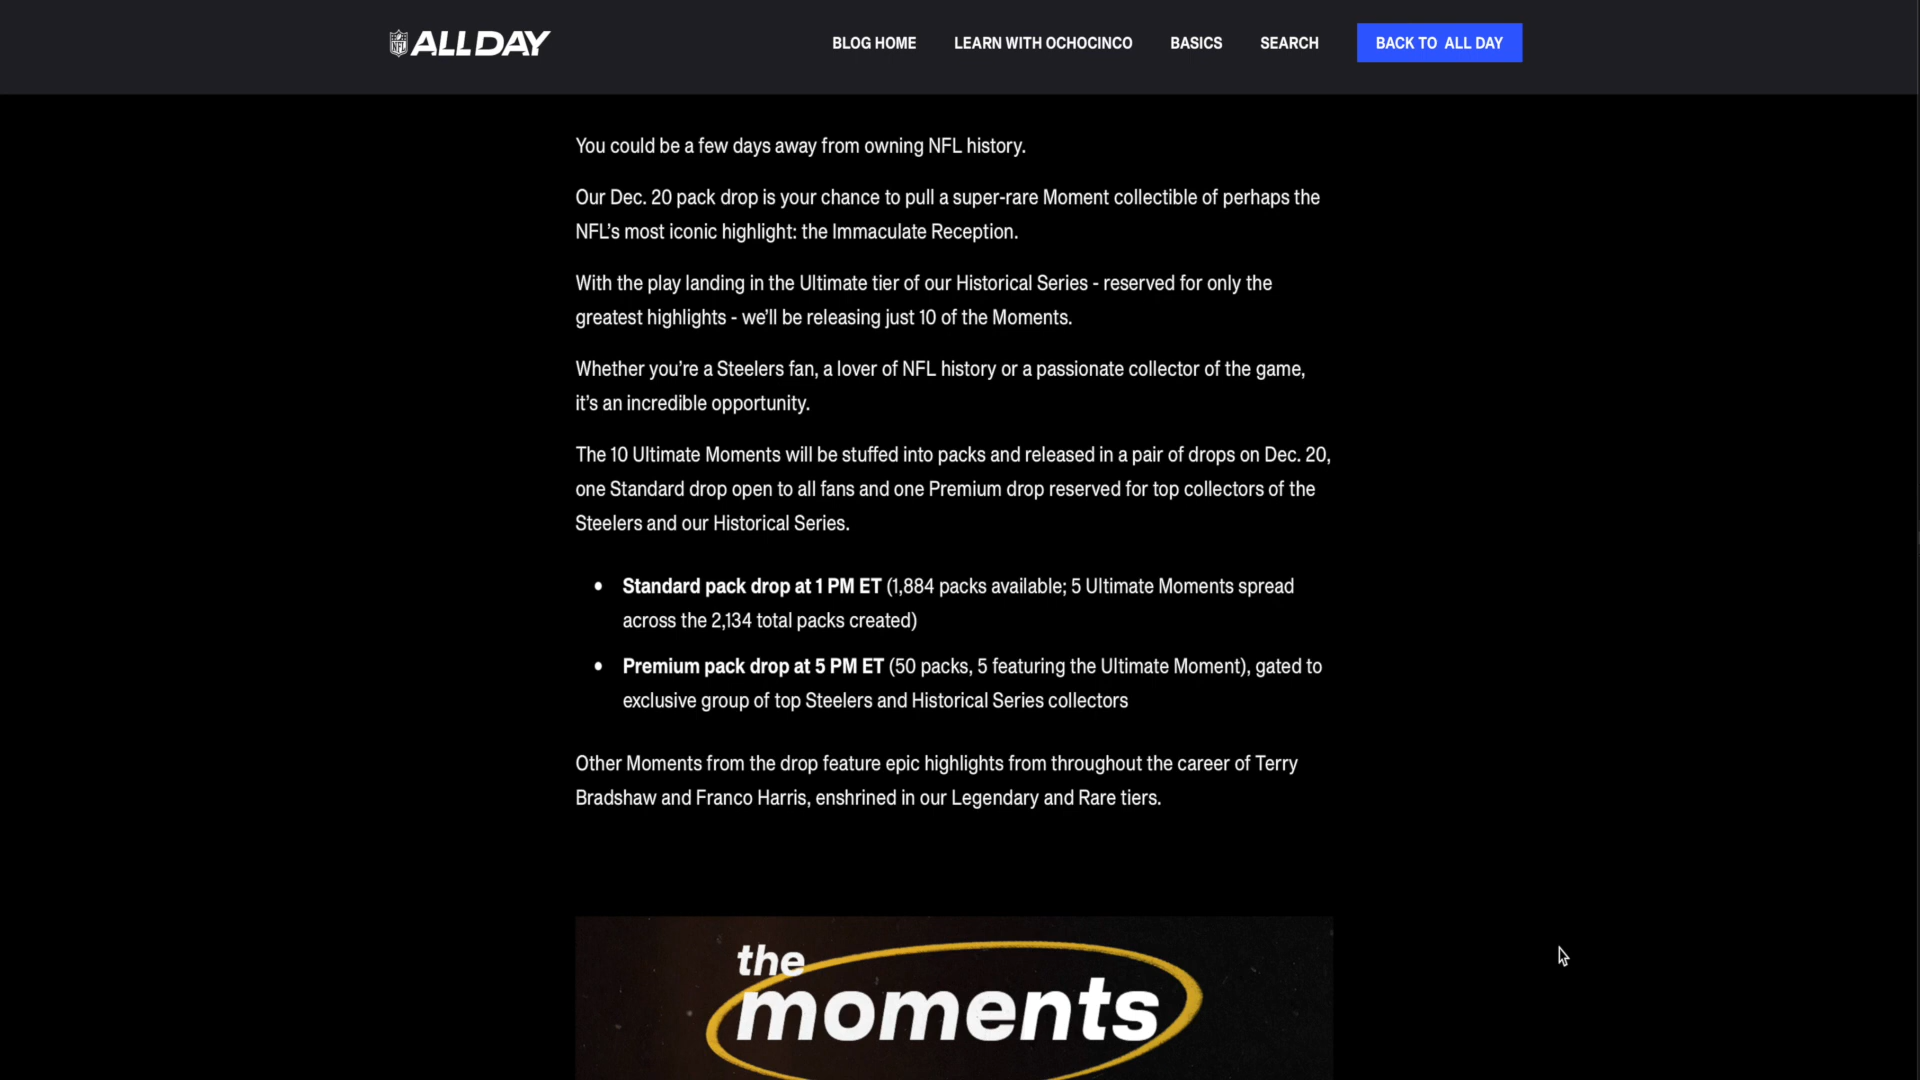 NFL ALL DAY
BLOG HOME
LEARN WITH OCHOCINCO
BASICS
SEARCH
BACK TO ALL DAY
You could be a few days away from owning NFL history.
Our Dec. 20 pack drop is your chance to pull a super-rare Moment collectible of perhaps the
NFL’s most iconic highlight: the Immaculate Reception.
With the play landing in the Ultimate tier of our Historical Series - reserved for only the
greatest highlights - we’ll be releasing just 10 of the Moments.
Whether you’re a Steelers fan, a lover of NFL history or a passionate collector of the game,
it’s an incredible opportunity.
The 10 Ultimate Moments will be stuffed into packs and released in a pair of drops on Dec. 20,
one Standard drop open to all fans and one Premium drop reserved for top collectors of the
Steelers and our Historical Series.
• Standard pack drop at 1 PM ET (1,884 packs available; 5 Ultimate Moments spread
across the 2,134 total packs created)
• Premium pack drop at 5 PM ET (50 packs, 5 featuring the Ultimate Moment), gated to
exclusive group of top Steelers and Historical Series collectors
Other Moments from the drop feature epic highlights from throughout the career of Terry
Bradshaw and Franco Harris, enshrined in our Legendary and Rare tiers.
the
moments